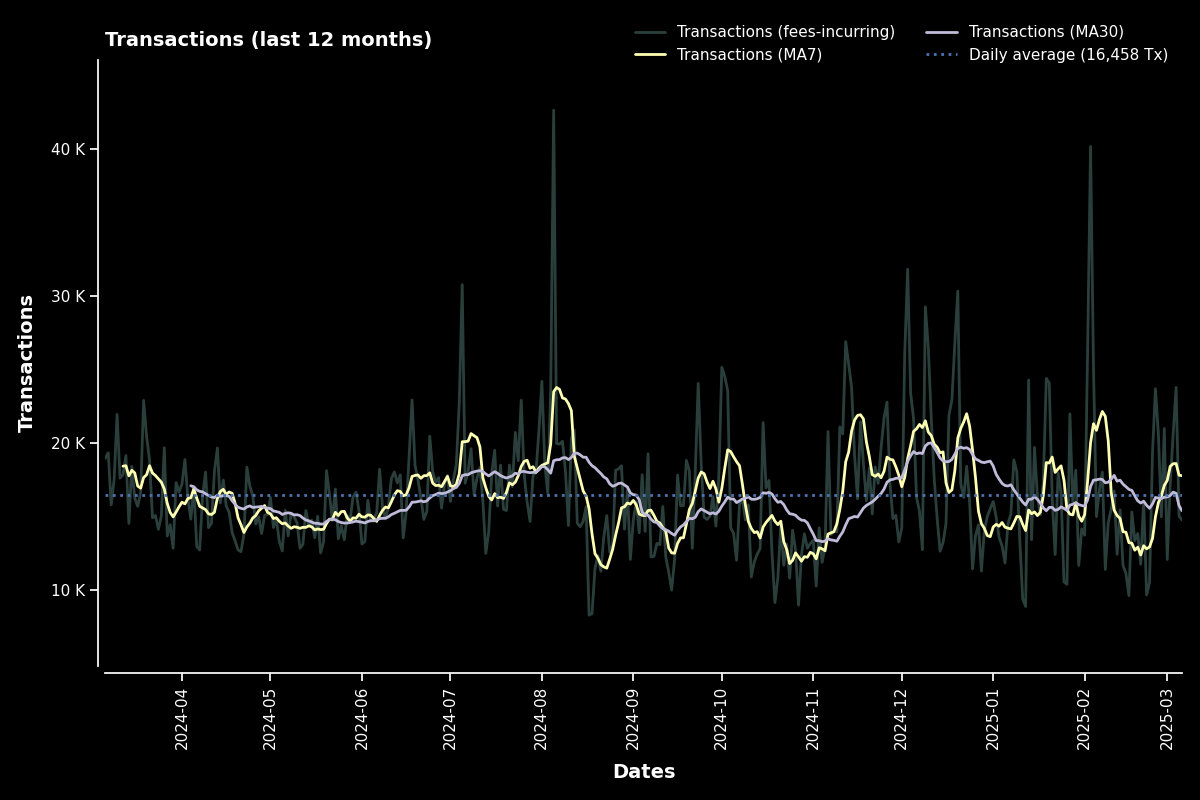 Transactions (last 12 months)
Transactions (fees-incurring)
Transactions (MA7)
Transactions (MA30)
Daily average (16,458 Tx)
Transactions
40 K
30 K
20 K
10 K
2024-04
2024-05
2024-06
2024-07
2024-08
2024-09
2024-10
2024-11
2024-12
2025-01
2025-02
2025-03
Dates